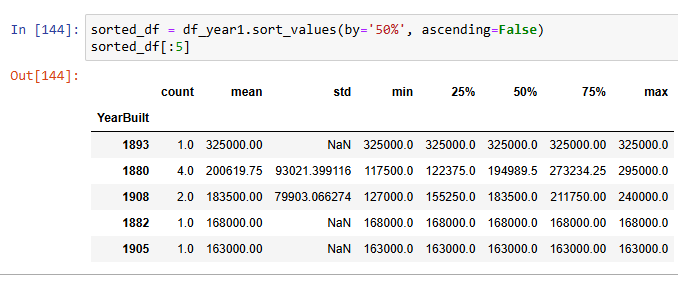 In [144]: sorted_df = df_year1.sort_values(by='50%', ascending=False)
sorted_df[:5]
Out[144]:
count mean std min 25% 50% 75% max
YearBuilt
1893 1.0 325000.00 NaN 325000.0 325000.0 325000.0 325000.00 325000.0
1880 4.0 200619.75 93021.399116 117500.0 122375.0 194989.5 273234.25 295000.0
1908 2.0 183500.00 79903.066274 127000.0 155250.0 183500.0 211750.00 240000.0
1882 1.0 168000.00 NaN 168000.0 168000.0 168000.0 168000.00 168000.0
1905 1.0 163000.00 NaN 163000.0 163000.0 163000.0 163000.00 163000.0